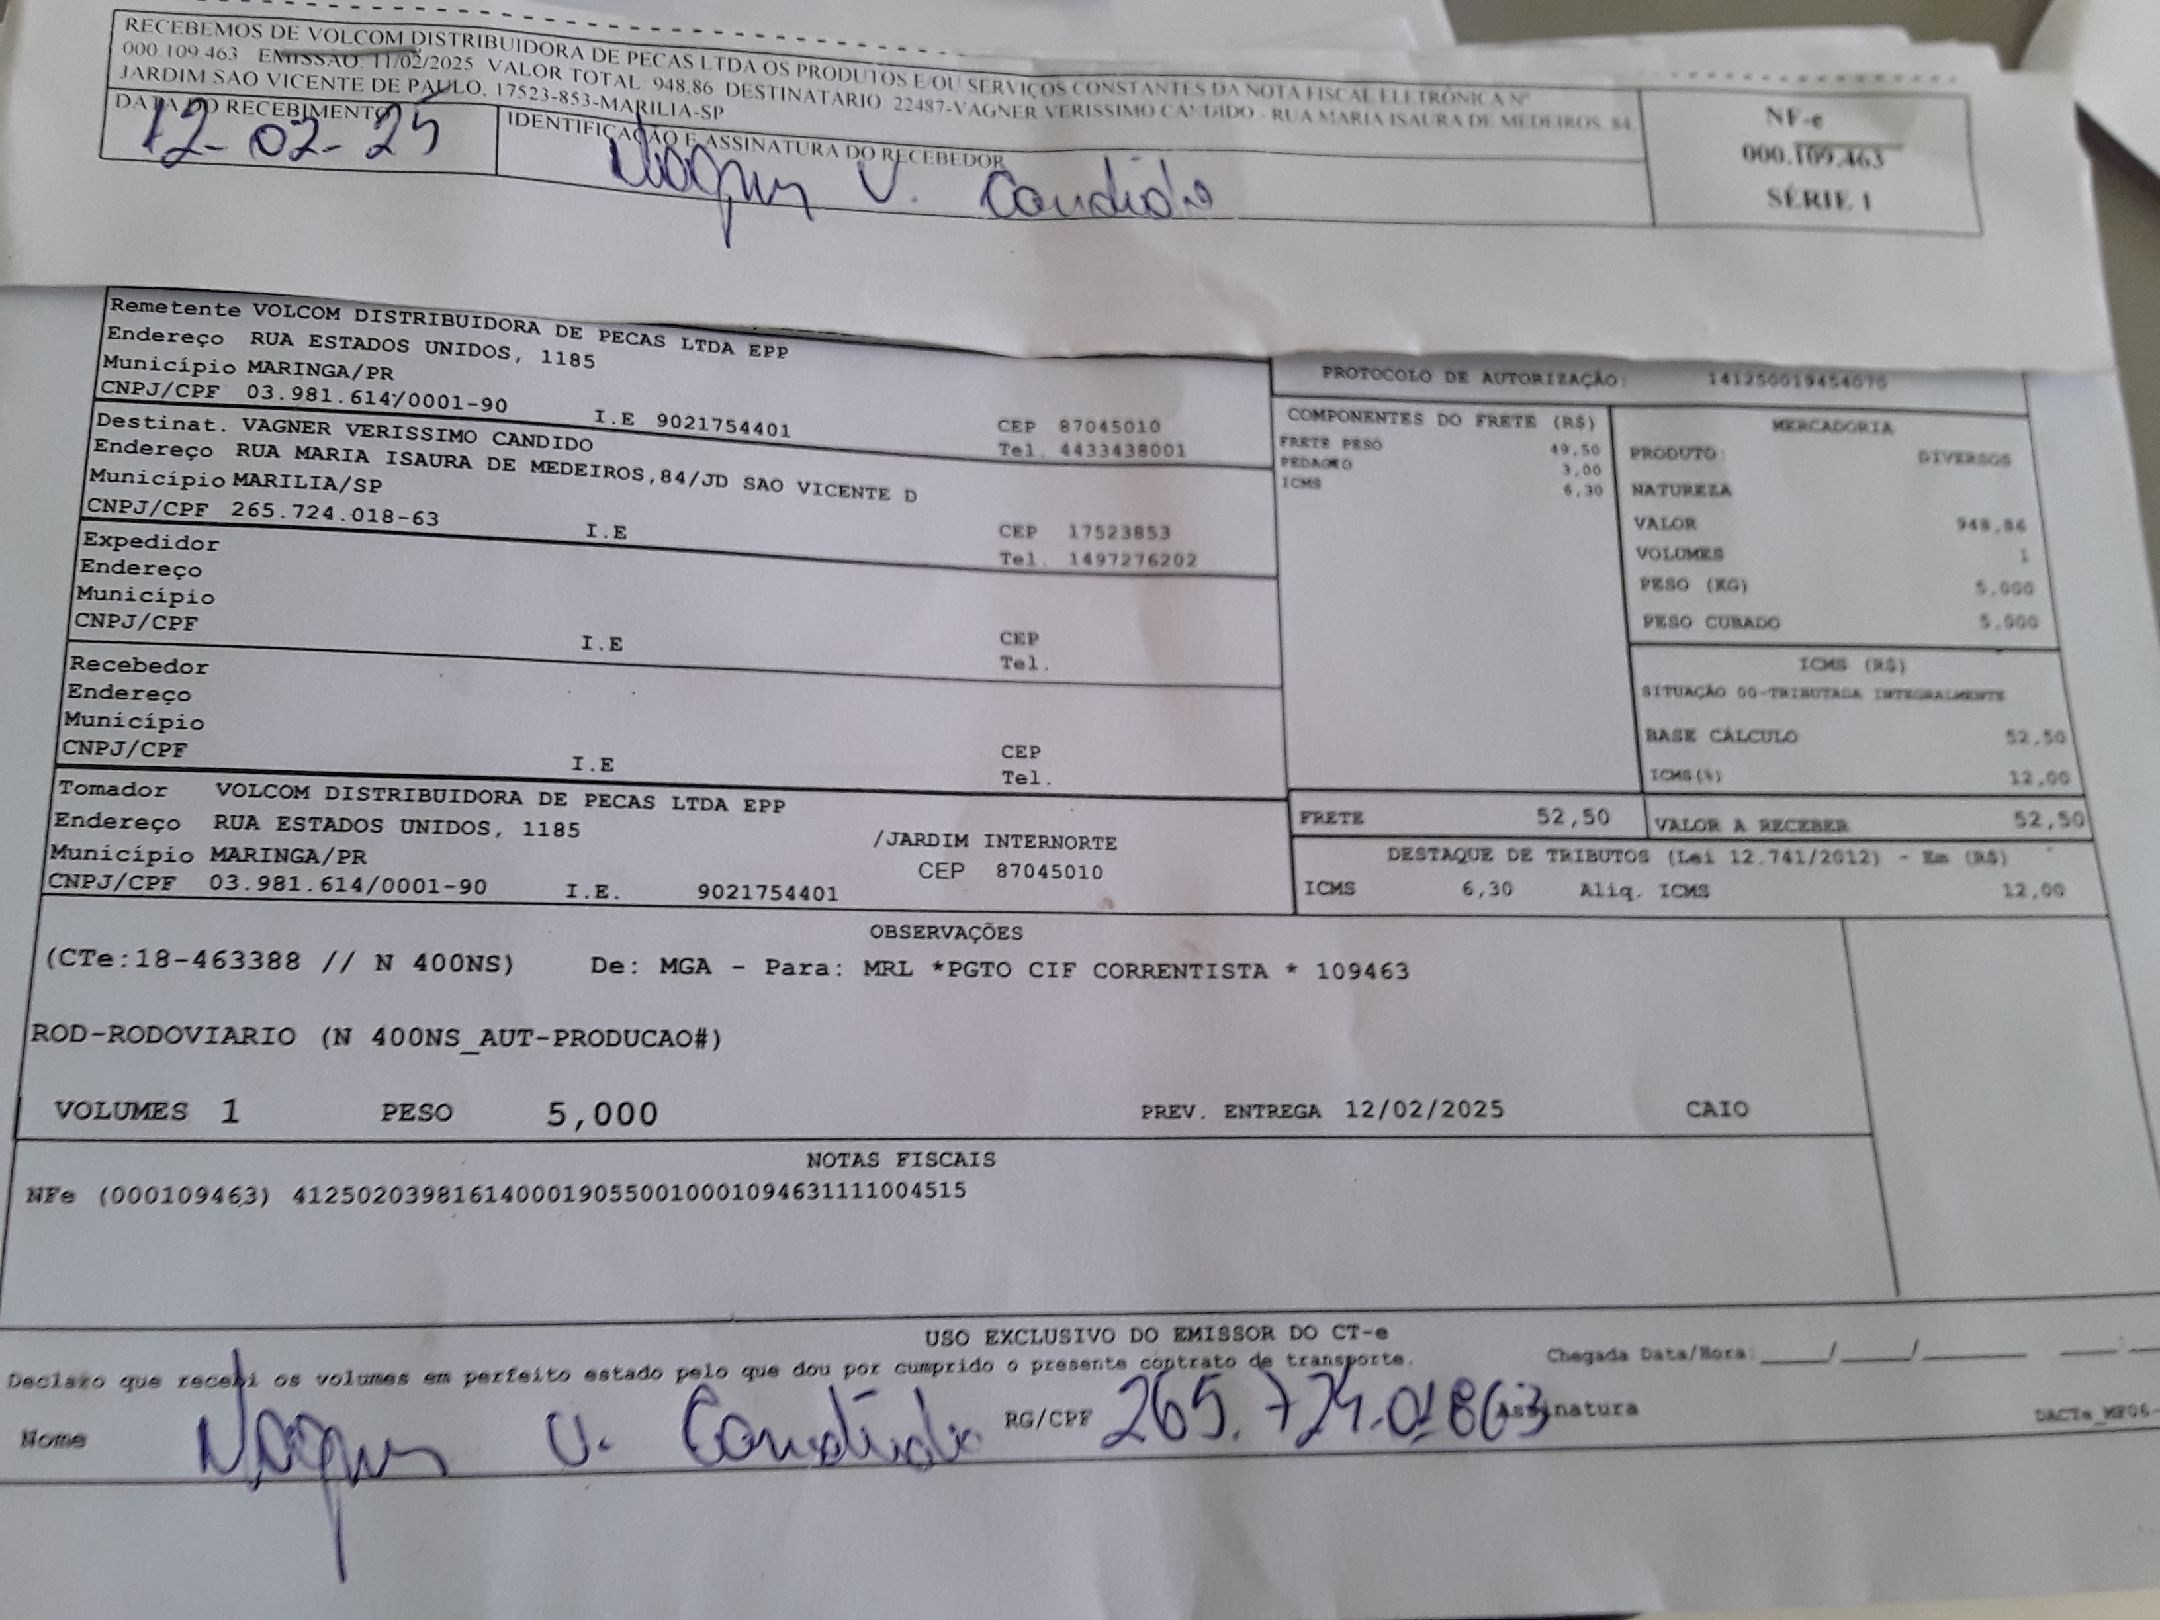 RECEBEMOS DE VOLCOM DISTRIBUIDORA DE PECAS LTDA OS PRODUTOS E/OU SERVIÇOS CONSTANTES DA NOTA FISCAL ELETRÔNICA Nº
000.109.463 EMISSÃO: 11/02/2025 VALOR TOTAL: 948,86 DESTINATÁRIO: 22487-VAGNER VERISSIMO CANDIDO - RUA MARIA ISAURA DE MEDEIROS, 84,
JARDIM SAO VICENTE DE PAULO, 17523-853-MARILIA-SP
DATA DO RECEBIMENTO
12-02-25
IDENTIFICAÇÃO E ASSINATURA DO RECEBEDOR
Vagner V. Candido
NF-e
000.109.463
SÉRIE 1
Remetente VOLCOM DISTRIBUIDORA DE PECAS LTDA EPP
Endereço RUA ESTADOS UNIDOS, 1185
Município MARINGA/PR
CNPJ/CPF 03.981.614/0001-90 I.E 9021754401 CEP 87045010
Tel. 4433438001
Destinat. VAGNER VERISSIMO CANDIDO
Endereço RUA MARIA ISAURA DE MEDEIROS,84/JD SAO VICENTE D
Município MARILIA/SP
CNPJ/CPF 265.724.018-63 I.E CEP 17523853
Tel. 1497276202
Expedidor
Endereço
Município
CNPJ/CPF I.E CEP
Tel.
Recebedor
Endereço
Município
CNPJ/CPF I.E CEP
Tel.
Tomador VOLCOM DISTRIBUIDORA DE PECAS LTDA EPP
Endereço RUA ESTADOS UNIDOS, 1185 /JARDIM INTERNORTE
Município MARINGA/PR CEP 87045010
CNPJ/CPF 03.981.614/0001-90 I.E. 9021754401
PROTOCOLO DE AUTORIZAÇÃO: 141250019454070
COMPONENTES DO FRETE (R$)
FRETE PESO 49,50
PEDAGIO 3,00
ICMS 6,30
MERCADORIA
PRODUTO: DIVERSOS
NATUREZA
VALOR 948,86
VOLUMES 1
PESO (KG) 5,000
PESO CUBADO 5,000
ICMS (R$)
SITUAÇÃO 00-TRIBUTADA INTEGRALMENTE
BASE CÁLCULO 52,50
ICMS(%) 12,00
FRETE 52,50 VALOR A RECEBER 52,50
DESTAQUE DE TRIBUTOS (Lei 12.741/2012) - Em (R$)
ICMS 6,30 Aliq. ICMS 12,00
OBSERVAÇÕES
(CTe:18-463388 // N 400NS) De: MGA - Para: MRL *PGTO CIF CORRENTISTA * 109463
ROD-RODOVIARIO (N 400NS_AUT-PRODUCAO#)
VOLUMES 1 PESO 5,000 PREV. ENTREGA 12/02/2025 CAIO
NOTAS FISCAIS
NFe (000109463) 41250203981614000190550010001094631111004515
USO EXCLUSIVO DO EMISSOR DO CT-e
Declaro que recebi os volumes em perfeito estado pelo que dou por cumprido o presente contrato de transporte. Chegada Data/Hora: ____/____/______ ___:__
Nome Vagner V. Candido RG/CPF 265.724.01863 Assinatura